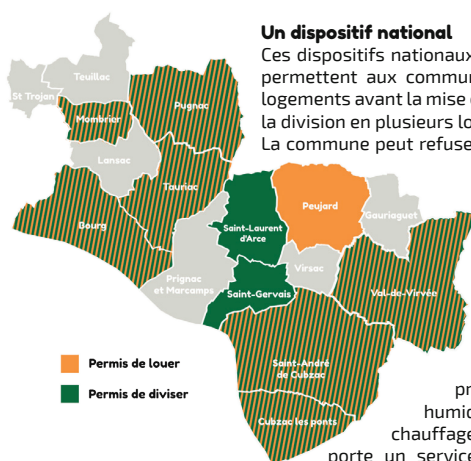 Un dispositif national
Ces dispositifs nationaux
permettent aux commun
logements avant la mise
la division en plusieurs lo
La commune peut refuse
Teuillac
St Trojan
Pugnac
Mombrier
Lansac
Tauriac
Peujard
Bourg
Saint-Laurent
d'Arce
Gauriaguet
Virsac
Prignac
et Marcamps
Saint-Gervais
Val-de-Virvée
Permis de louer
Saint-André
de Cubzac
Permis de diviser
Cubzac les ponts
pr
humid
chauffage
porte un service